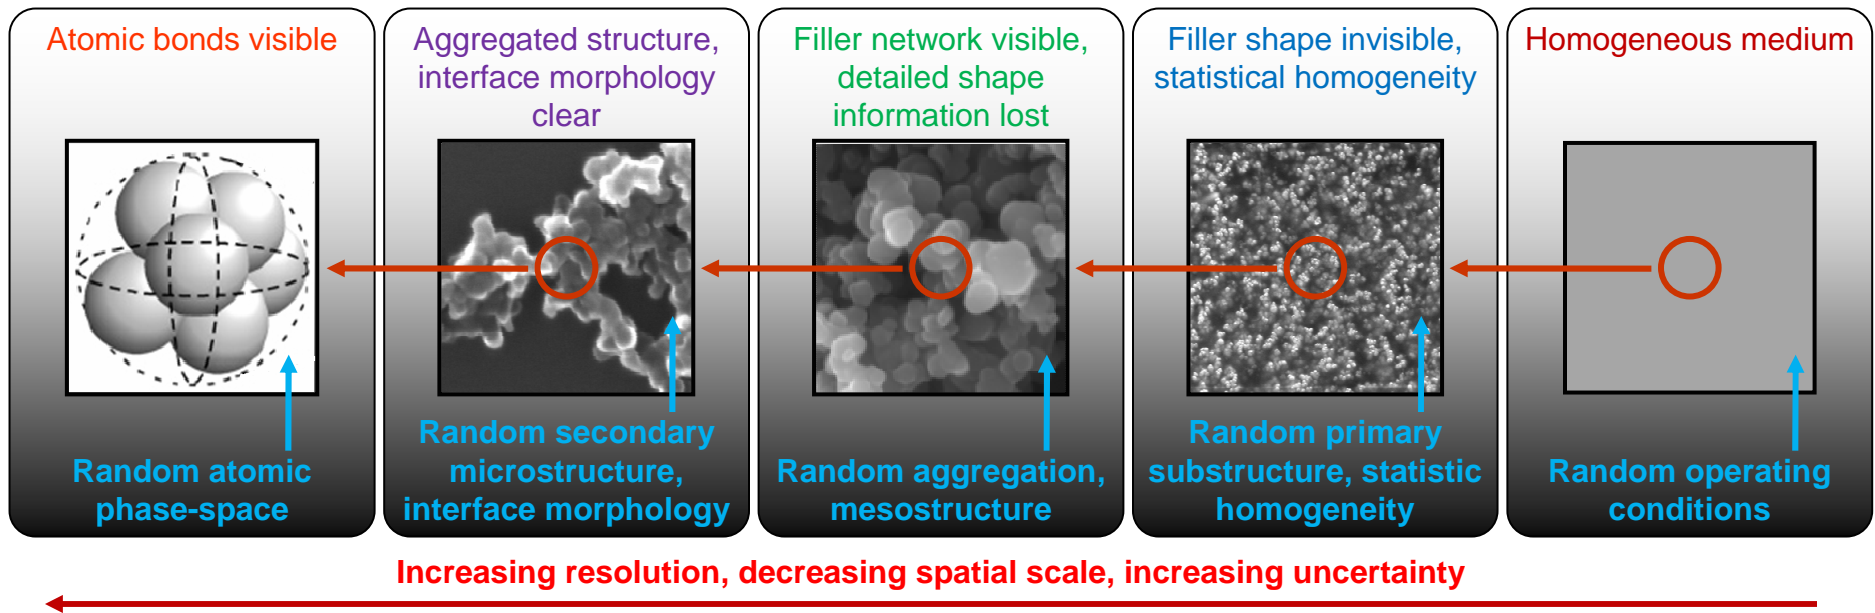 Atomic bonds visible
Aggregated structure,
interface morphology
clear
Filler network visible,
detailed shape
information lost
Filler shape invisible,
statistical homogeneity
Homogeneous medium
Random atomic
phase-space
Random secondary
microstructure,
interface morphology
Random aggregation,
mesostructure
Random primary
substructure, statistic
homogeneity
Random operating
conditions
Increasing resolution, decreasing spatial scale, increasing uncertainty